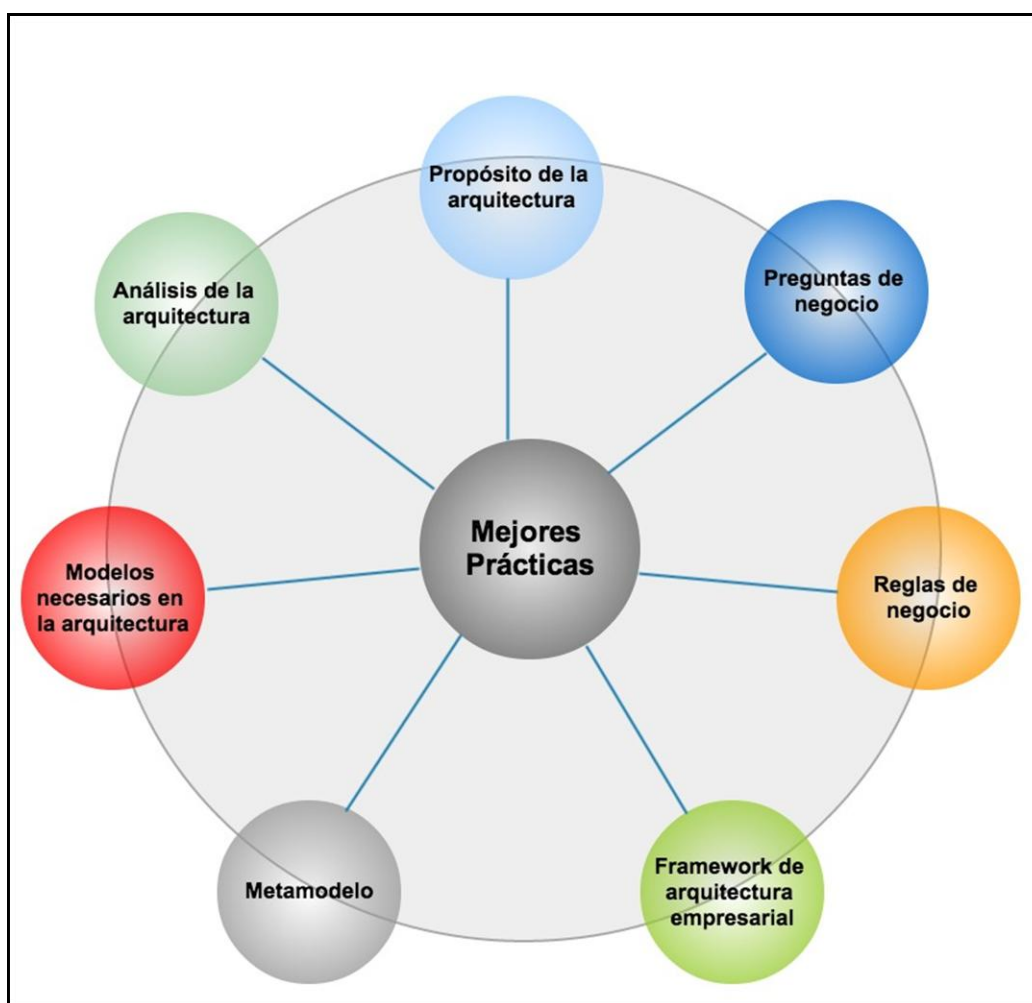 Propósito de la
arquitectura
Preguntas de
negocio
Análisis de la
arquitectura
Mejores
Prácticas
Modelos
necesarios en
la arquitectura
Reglas de
negocio
Metamodelo
Framework de
arquitectura
empresarial